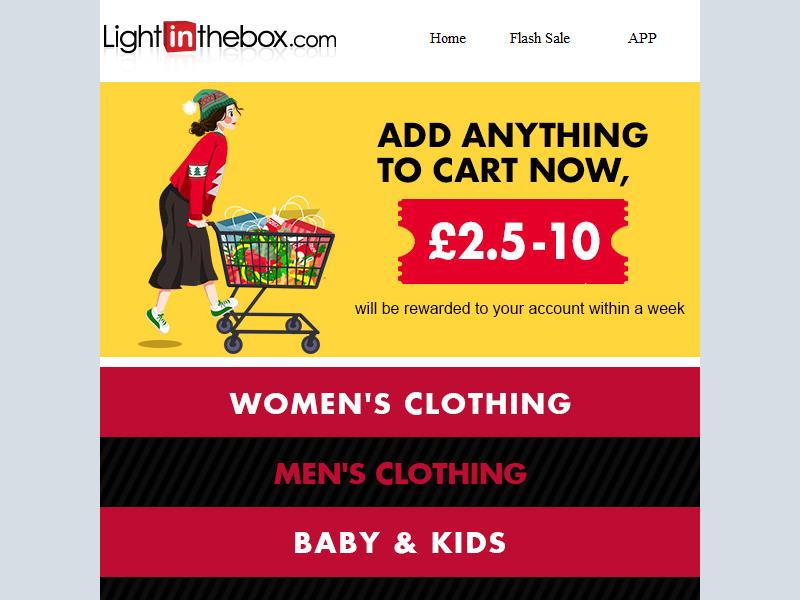 Lightinthebox.com
Home Flash Sale APP
ADD ANYTHING
TO CART NOW,
£2.5-10
will be rewarded to your account within a week
WOMEN'S CLOTHING
MEN'S CLOTHING
BABY & KIDS